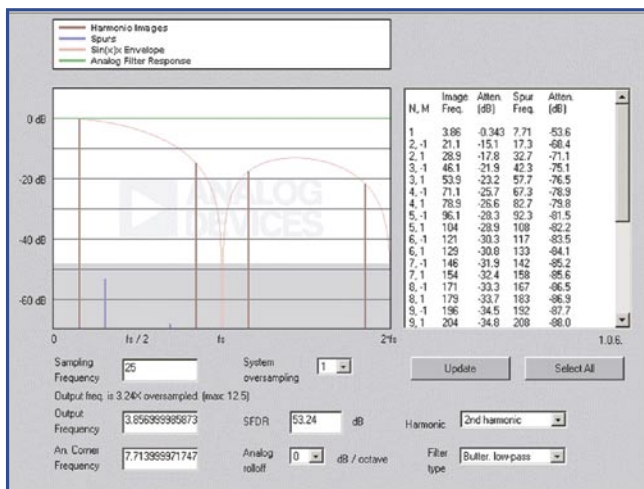 Harmonic Images
Spurs
Sin(x)x Envelope
Analog Filter Response
0 dB
-20 dB
-40 dB
-60 dB
0
fs / 2
fs
2*fs
ANALOG
DEVICES
Image Atten. Spur Atten.
N, M Freq. (dB) Freq. (dB)
1 3.86 -0.343 7.71 -53.6
2, -1 21.1 -15.1 17.3 -68.4
2, 1 28.9 -17.8 32.7 -71.1
3, -1 46.1 -21.9 42.3 -75.1
3, 1 53.9 -23.2 57.7 -76.5
4, -1 71.1 -25.7 67.3 -78.9
4, 1 78.9 -26.6 82.7 -79.8
5, -1 96.1 -28.3 92.3 -81.5
5, 1 104 -28.9 108 -82.2
6, -1 121 -30.3 117 -83.5
6, 1 129 -30.8 133 -84.1
7, -1 146 -31.9 142 -85.2
7, 1 154 -32.4 158 -85.6
8, -1 171 -33.3 167 -86.5
8, 1 179 -33.7 183 -86.9
9, -1 196 -34.5 192 -87.7
9, 1 204 -34.8 208 -88.0
1.0.6.
Sampling Frequency 25
System oversampling 1
Update
Select All
Output freq. is 3.24X oversampled. (max: 12.5)
Output Frequency 3.856999985873
SFDR 53.24 dB
Harmonic 2nd harmonic
An. Corner Frequency 7.713999971747
Analog rolloff 0 dB / octave
Filter type Butter. low-pass